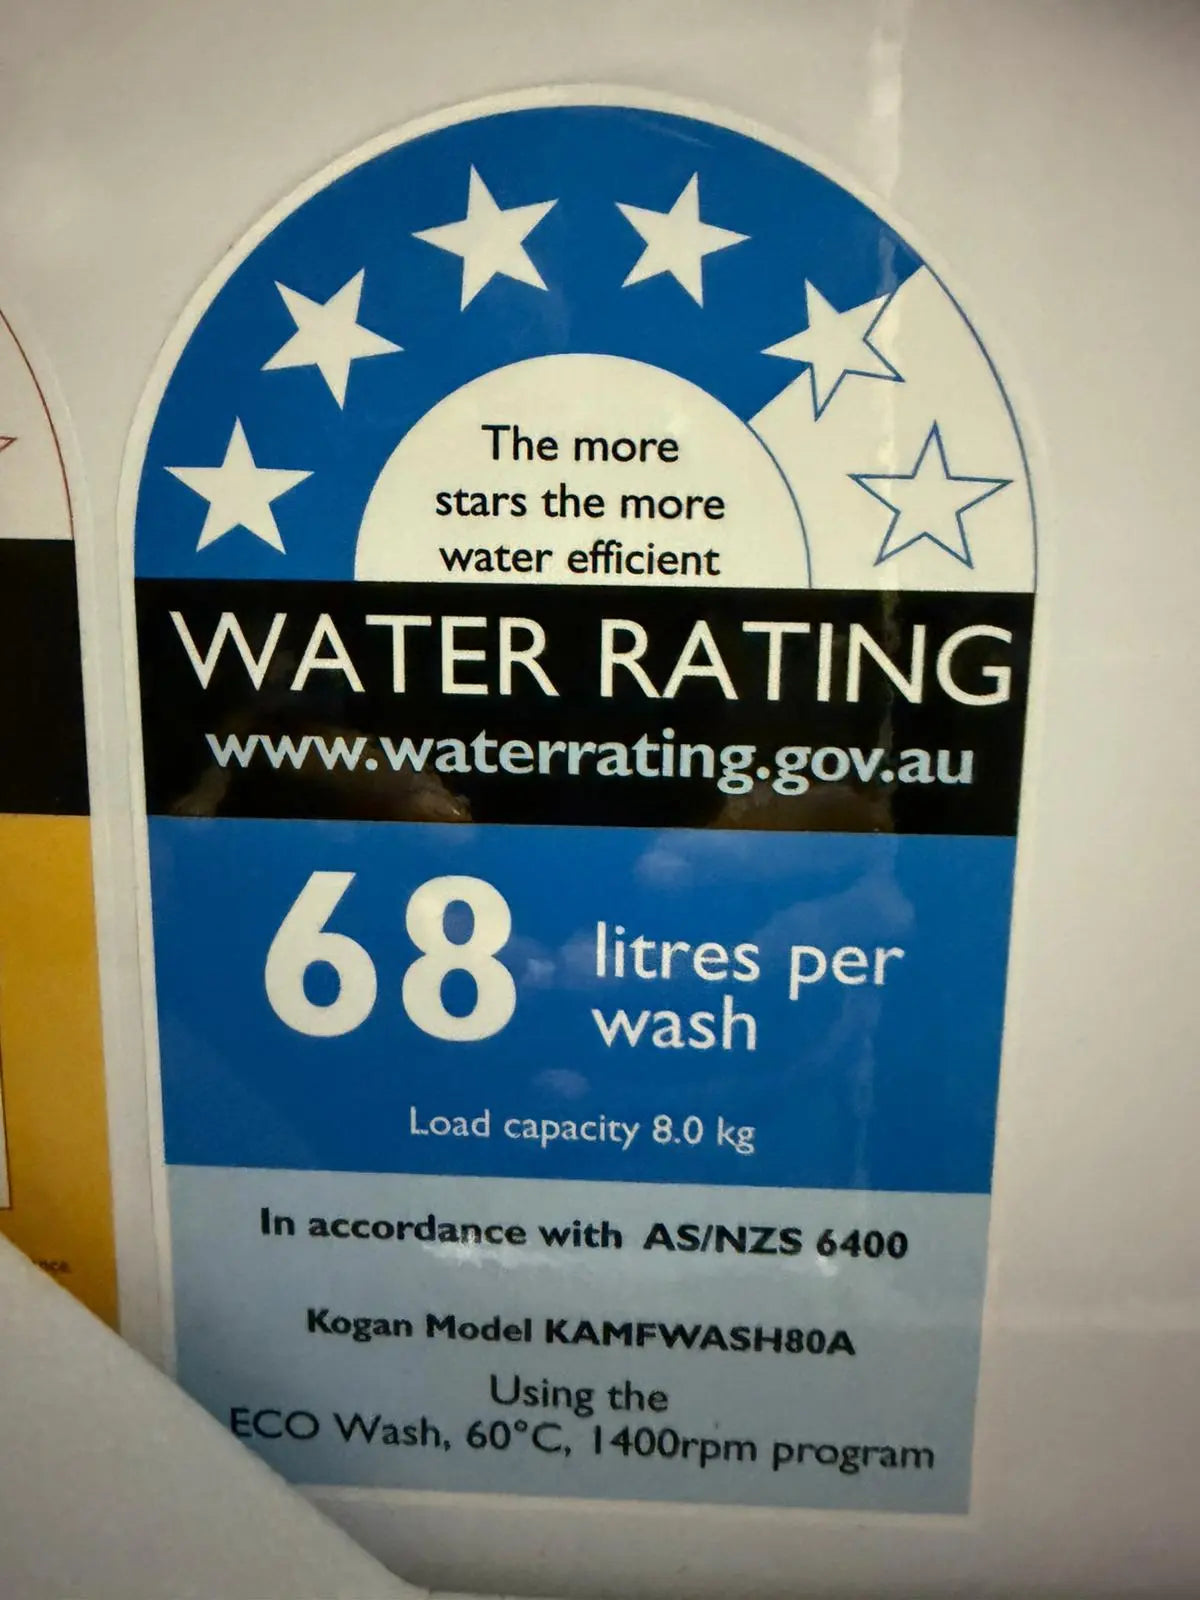 The more
stars the more
water efficient
WATER RATING
www.waterrating.gov.au
68 litres per
wash
Load capacity 8.0 kg
In accordance with AS/NZS 6400
Kogan Model KAMFWASH80A
Using the
ECO Wash, 60°C, 1400rpm program